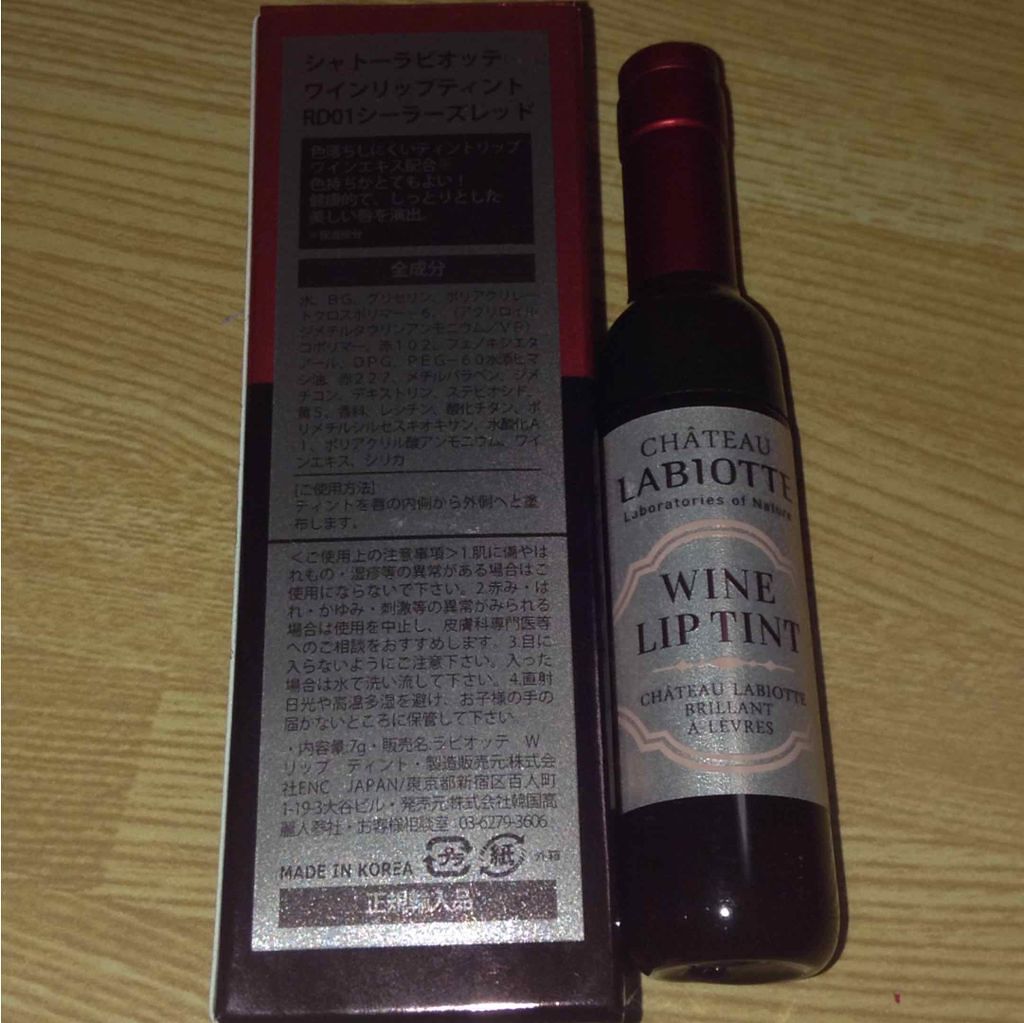 シャトーラビオッテ
ワインリップティント
RD01シーラーズレッド
色落ちしにくいティントリップ
ワインエキス配合※
色持ちがとてもよい！
健康的で、しっとりとした
美しい唇を演出。
※保湿成分
全成分
水、BG、グリセリン、ポリアクリレー
トクロスポリマー－6、（アクリロイル
ジメチルタウリンアンモニウム／VP）
コポリマー、赤102、フェノキシエタ
ノール、DPG、PEG－60水添ヒマ
シ油、赤227、メチルパラベン、ジメ
チコン、デキストリン、ステビオシド、
黄5、香料、レシチン、酸化チタン、ポ
リメチルシルセスキオキサン、水酸化A
l、ポリアクリル酸アンモニウム、ワイ
ンエキス、シリカ
[ご使用方法]
ティントを唇の内側から外側へと塗
布します。
＜ご使用上の注意事項＞1.肌に傷やは
れもの・湿疹等の異常がある場合はご
使用にならないで下さい。2.赤み・は
れ・かゆみ・刺激等の異常がみられる
場合は使用を中止し、皮膚科専門医等
へのご相談をおすすめします。3.目に
入らないようにご注意下さい。入った
場合は水で洗い流して下さい。4.直射
日光や高温多湿を避け、お子様の手の
届かないところに保管して下さい。
・内容量:7g・販売名:ラビオッテ　W
リップ　ティント・製造販売元:株式会
社ENC　JAPAN/東京都新宿区百人町
1-19-3大谷ビル・発売元:株式会社韓国高
麗人蔘社・お客様相談室:03-6279-3606
MADE IN KOREA プラ 紙 外箱
正規輸入品
CHÂTEAU
LABIOTTE
Laboratories of Nature
WINE
LIP TINT
CHÂTEAU LABIOTTE
BRILLANT
À LÈVRES